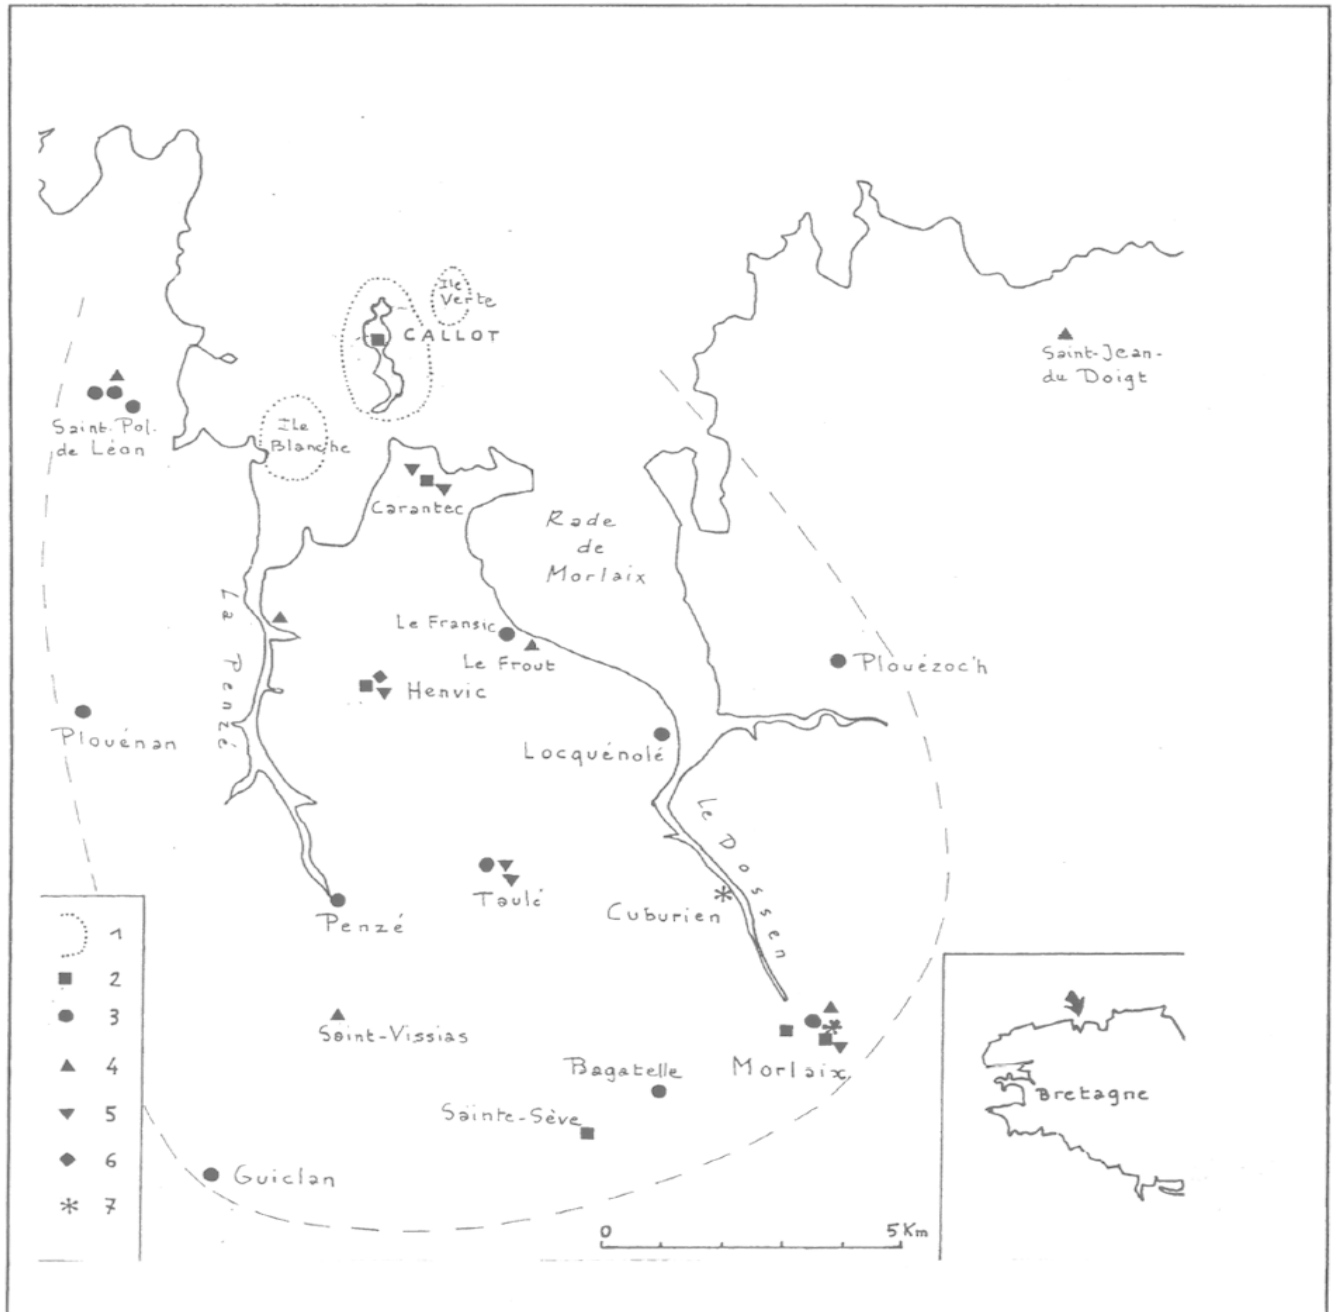 Ile
Verte
CALLOT
Saint-Jean-
du Doigt
Saint-Pol-
de Léon
Ile
Blanche
Carantec
Rade
de
Morlaix
La Penzé
Le Fransic
Le Frout
Plouézoc'h
Henvic
Plouénan
Locquénolé
Le Dossen
Taulé
Penzé
Cuburien
1
2
3
4
5
6
7
Saint-Vissias
Morlaix
Bagatelle
Sainte-Sève
Guiclan
Bretagne
0 5 Km